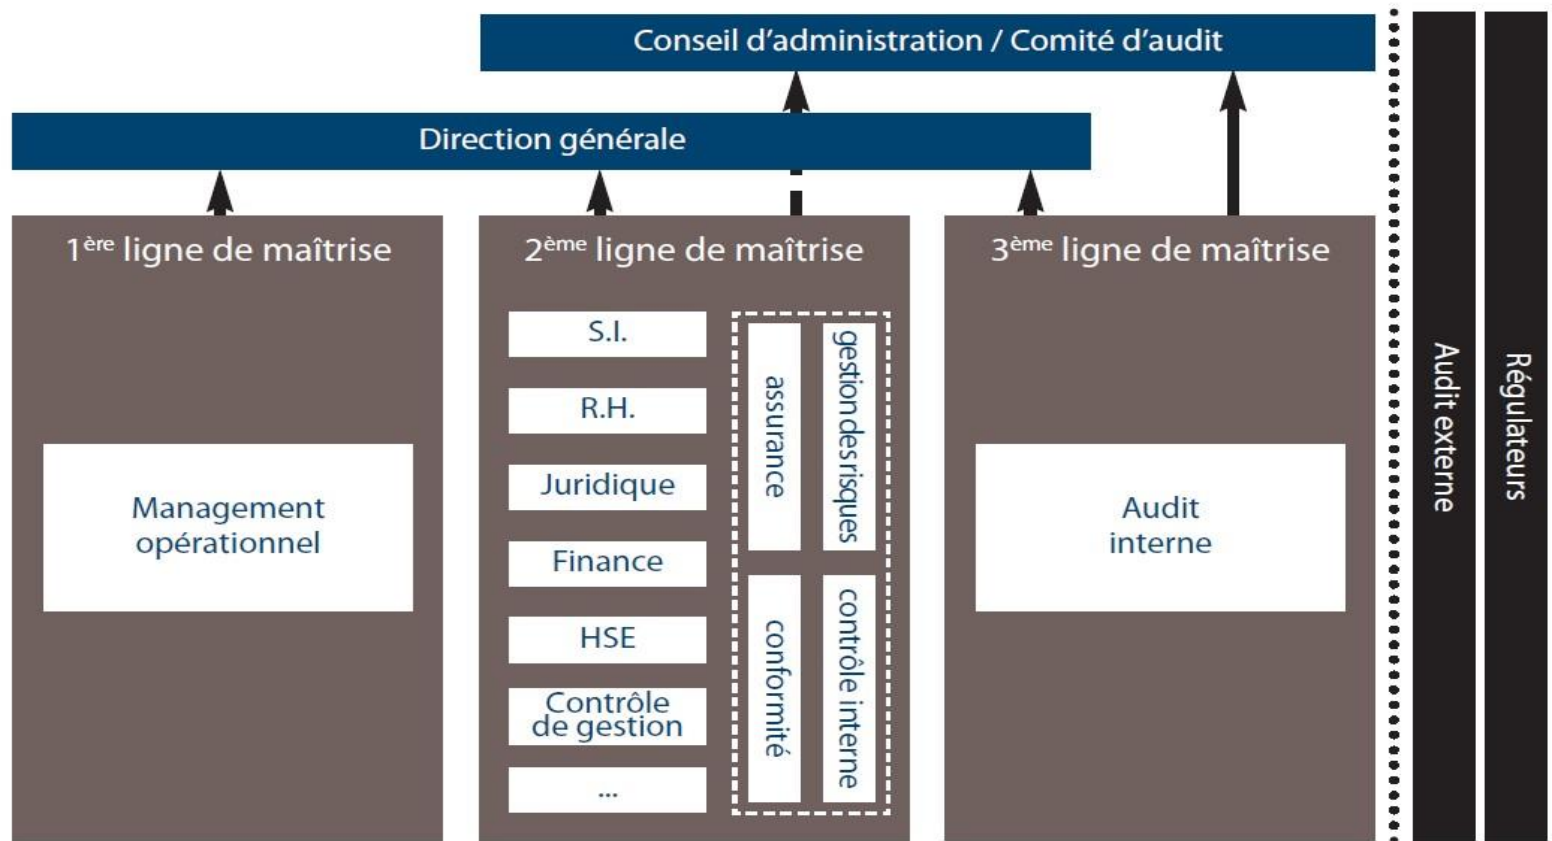 Conseil d’administration / Comité d’audit
Direction générale
1ère ligne de maîtrise
Management
opérationnel
2ème ligne de maîtrise
S.I.
R.H.
Juridique
Finance
HSE
Contrôle
de gestion
...
assurance
gestion des risques
conformité
contrôle interne
3ème ligne de maîtrise
Audit
interne
Audit externe
Régulateurs